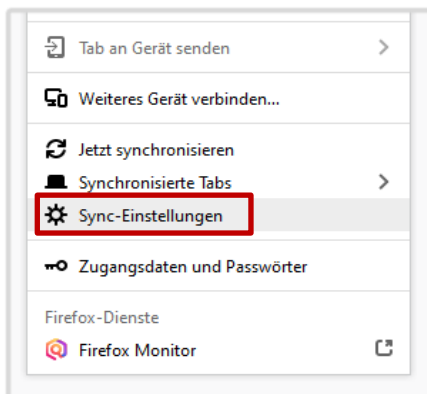 Tab an Gerät senden
Weiteres Gerät verbinden...
Jetzt synchronisieren
Synchronisierte Tabs
Sync-Einstellungen
Zugangsdaten und Passwörter
Firefox-Dienste
Firefox Monitor